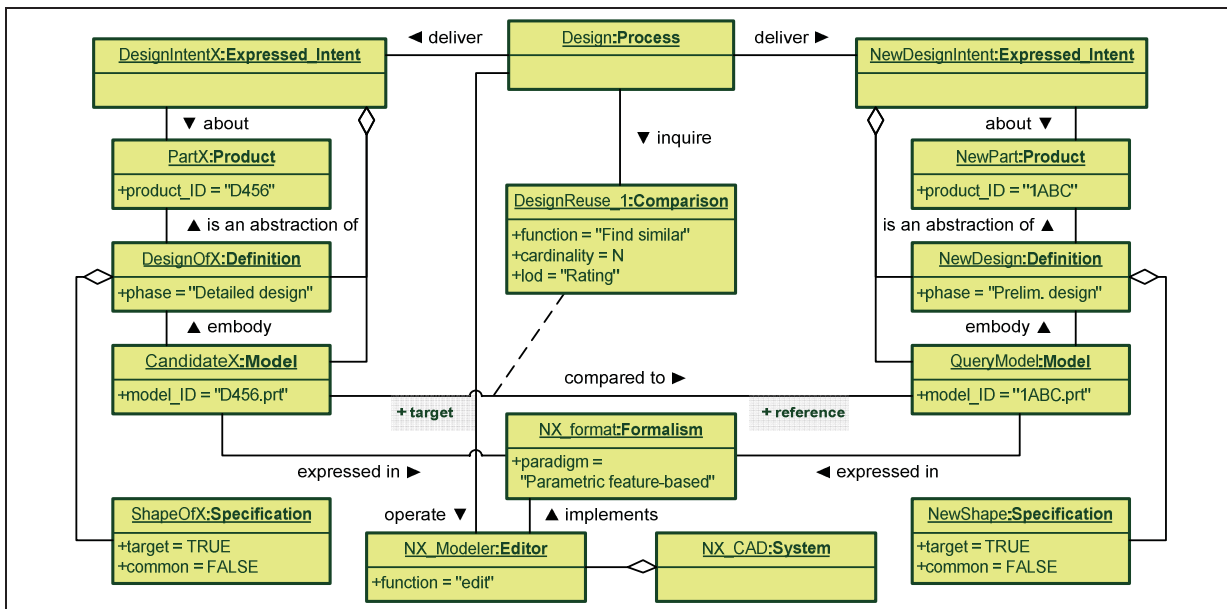 ◄ deliver
Design:Process
deliver ►
DesignIntentX:Expressed_Intent
NewDesignIntent:Expressed_Intent
▼ about
▼ inquire
about ▼
PartX:Product
+product_ID = "D456"
NewPart:Product
+product_ID = "1ABC"
DesignReuse_1:Comparison
+function = "Find similar"
+cardinality = N
+lod = "Rating"
▲ is an abstraction of
is an abstraction of ▲
DesignOfX:Definition
+phase = "Detailed design"
NewDesign:Definition
+phase = "Prelim. design"
▲ embody
embody ▲
CandidateX:Model
+model_ID = "D456.prt"
compared to ►
QueryModel:Model
+model_ID = "1ABC.prt"
+ target
+ reference
NX_format:Formalism
+paradigm =
"Parametric feature-based"
expressed in ►
◄ expressed in
ShapeOfX:Specification
+target = TRUE
+common = FALSE
operate ▼
▲ implements
NewShape:Specification
+target = TRUE
+common = FALSE
NX_Modeler:Editor
+function = "edit"
NX_CAD:System